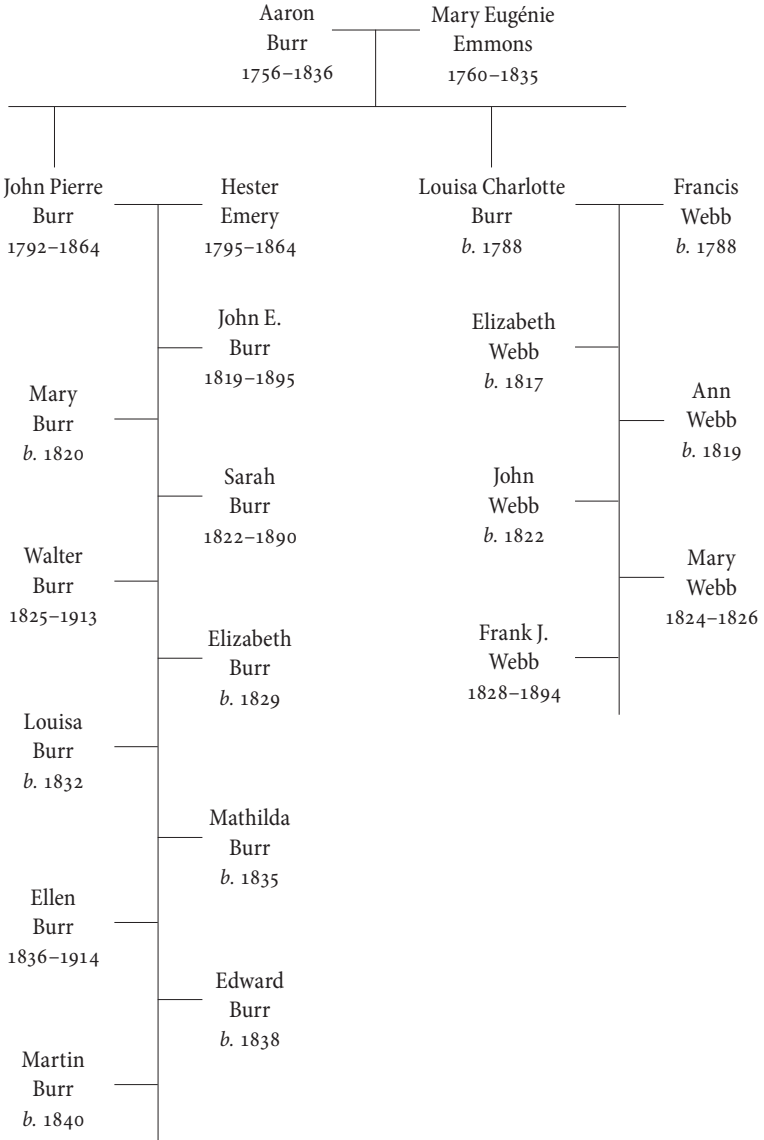 Aaron
Burr
1756–1836
Mary Eugénie
Emmons
1760–1835
John Pierre
Burr
1792–1864
Hester
Emery
1795–1864
Louisa Charlotte
Burr
b. 1788
Francis
Webb
b. 1788
John E.
Burr
1819–1895
Mary
Burr
b. 1820
Sarah
Burr
1822–1890
Walter
Burr
1825–1913
Elizabeth
Burr
b. 1829
Louisa
Burr
b. 1832
Mathilda
Burr
b. 1835
Ellen
Burr
1836–1914
Edward
Burr
b. 1838
Martin
Burr
b. 1840
Elizabeth
Webb
b. 1817
Ann
Webb
b. 1819
John
Webb
b. 1822
Mary
Webb
1824–1826
Frank J.
Webb
1828–1894